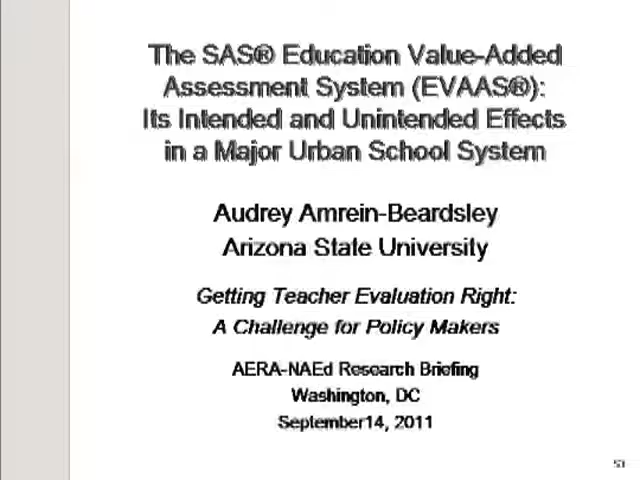 The SAS® Education Value-Added
Assessment System (EVAAS®):
Its Intended and Unintended Effects
in a Major Urban School System
Audrey Amrein-Beardsley
Arizona State University
Getting Teacher Evaluation Right:
A Challenge for Policy Makers
AERA-NAEd Research Briefing
Washington, DC
September14, 2011